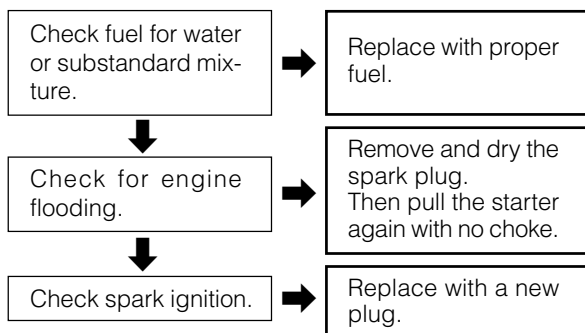 Check fuel for water
or substandard mix-
ture.
Replace with proper
fuel.
Check for engine
flooding.
Remove and dry the
spark plug.
Then pull the starter
again with no choke.
Check spark ignition.
Replace with a new
plug.